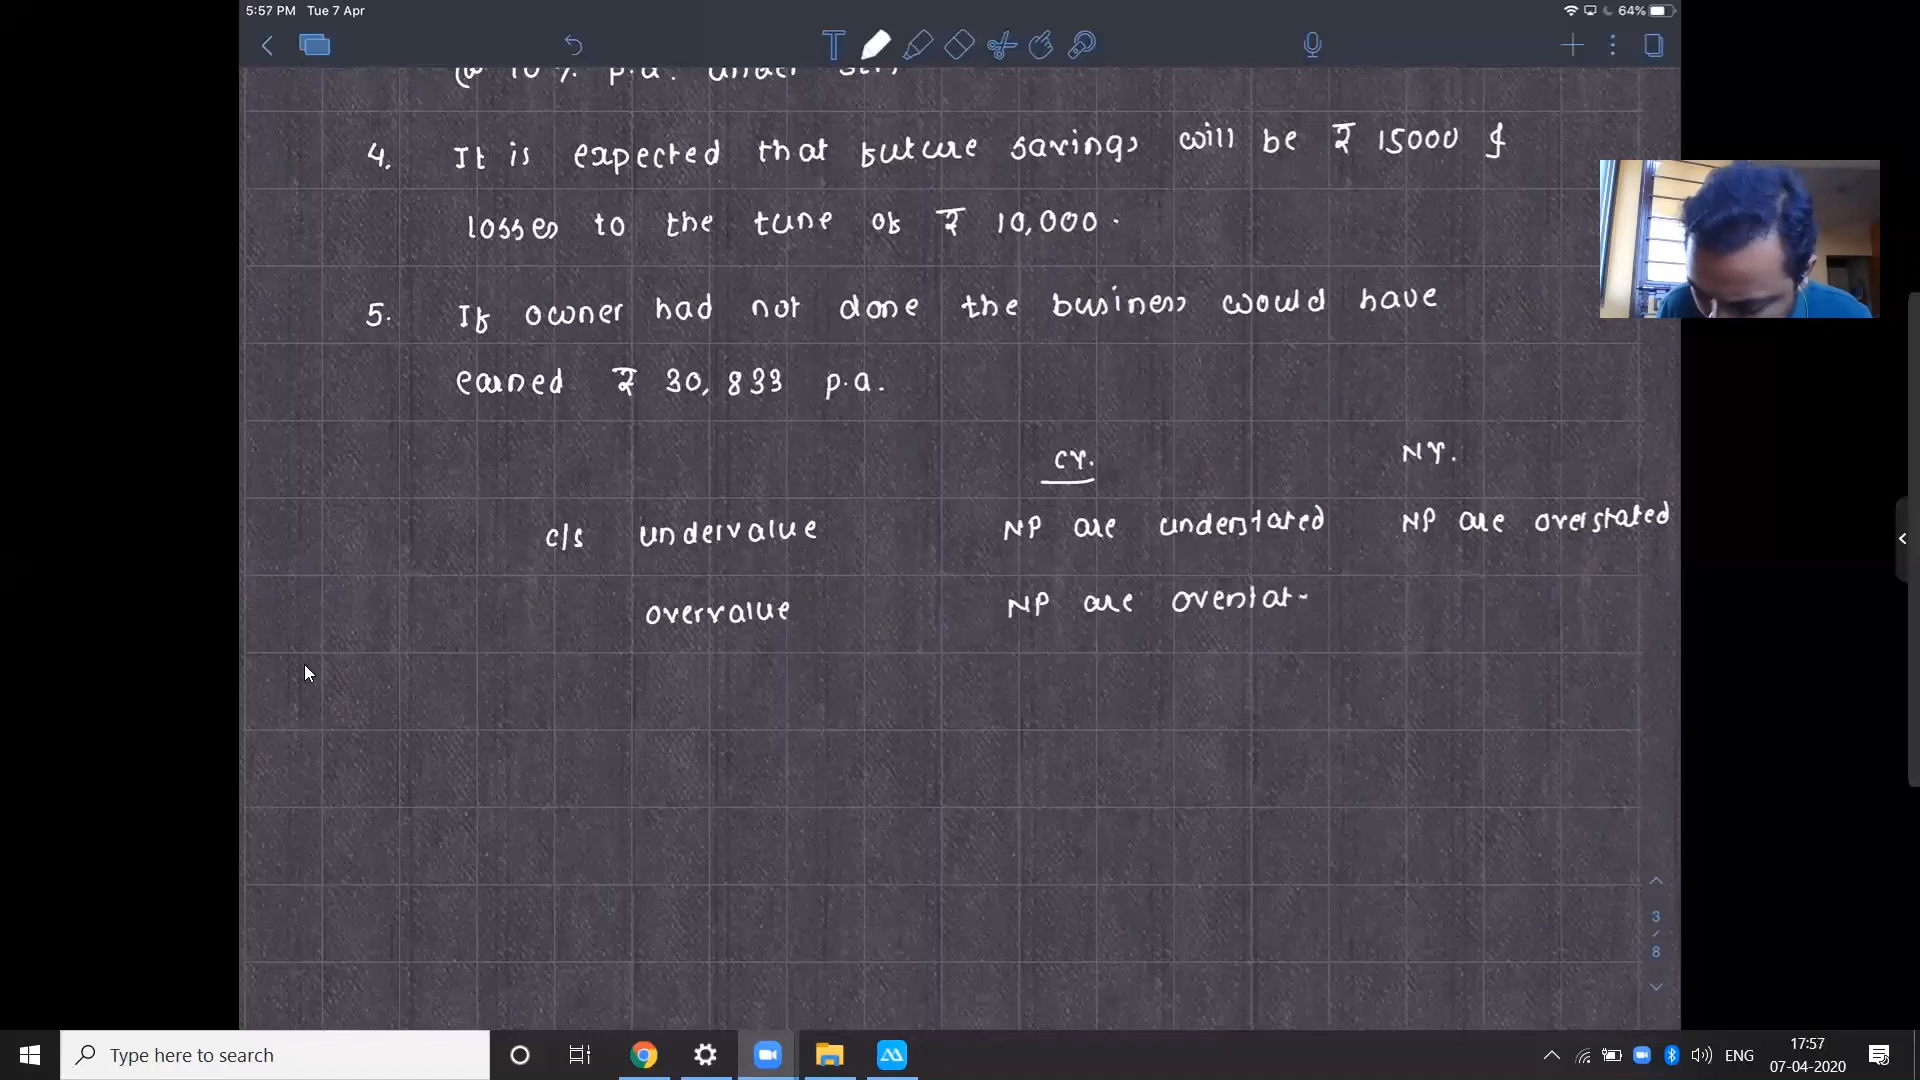 5:57 PM Tue 7 Apr
64%
@ 10% p.a. under
4. It is expected that future savings will be ₹ 15000 &
losses to the tune of ₹ 10,000.
5. If owner had not done the business would have
earned ₹ 30,833 p.a.
CY. NY.
c/s undervalue NP are understated NP are overstated
overvalue NP are overstat-
3
/
8
Type here to search
ENG
17:57
07-04-2020